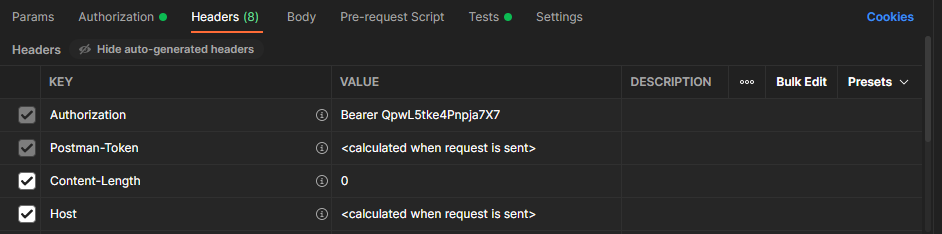 Params Authorization Headers (8) Body Pre-request Script Tests Settings Cookies
Headers Hide auto-generated headers
KEY VALUE DESCRIPTION Bulk Edit Presets
Authorization Bearer QpwL5tke4Pnpja7X7
Postman-Token <calculated when request is sent>
Content-Length 0
Host <calculated when request is sent>